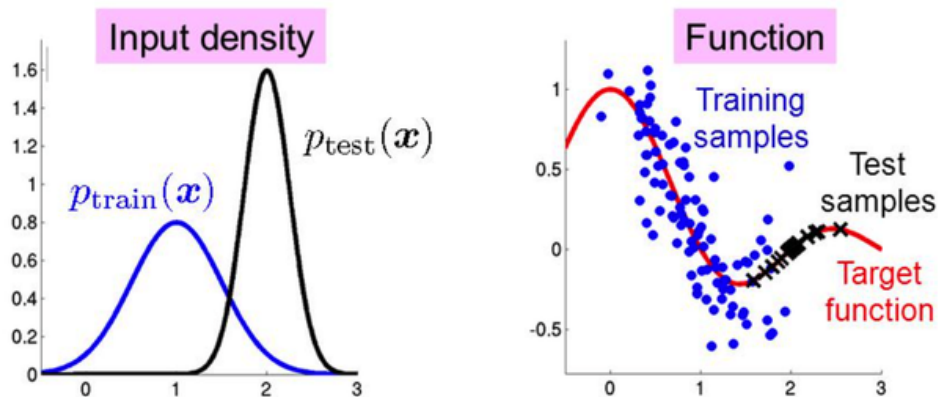 Input density
1.6
1.4
1.2
1
0.8
0.6
0.4
0.2
0
0
1
2
3
p_train(x)
p_test(x)
Function
1
0.5
0
-0.5
0
1
2
3
Training
samples
Test
samples
Target
function